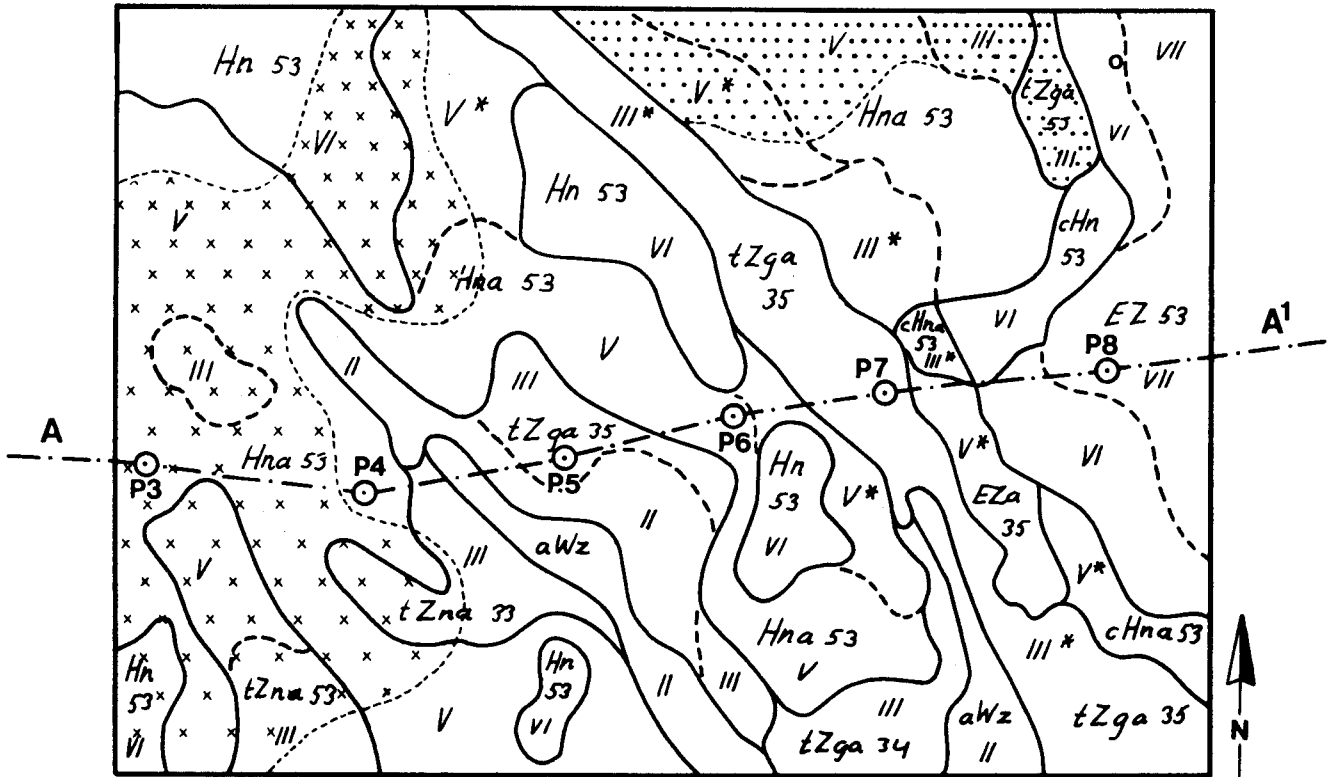 Hn 53
VI
V *
III *
V
III
VII
V *
Hna 53
tZga
53
III
VI
V
Hn 53
VI
tZga
35
III *
cHn
53
Hna 53
cHna
53
III *
VI
EZ 53
A¹
III
II
III
V
P7
P8
VII
A
P3
Hna 53
P4
tZga 35
P5
P6
Hn
53
VI
V *
V *
VI
EZa
35
V
III
aWz
II
V *
tZna 33
Hna 53
V
III *
cHna 53
Hn
53
VI
tZna 53
III
V
Hn
53
VI
II
III
III
tZga 34
aWz
II
tZga 35
N